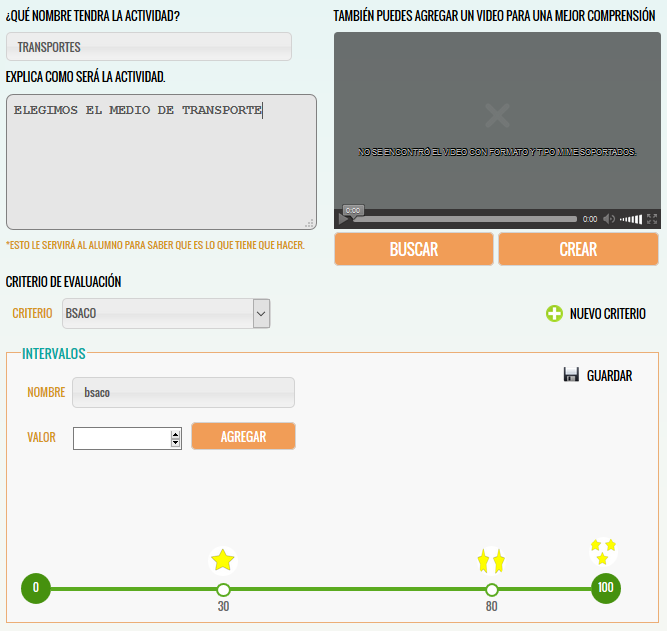 ¿QUÉ NOMBRE TENDRA LA ACTIVIDAD?
TRANSPORTES
EXPLICA COMO SERÁ LA ACTIVIDAD.
ELEGIMOS EL MEDIO DE TRANSPORTE
*ESTO LE SERVIRÁ AL ALUMNO PARA SABER QUE ES LO QUE TIENE QUE HACER.
TAMBIÉN PUEDES AGREGAR UN VIDEO PARA UNA MEJOR COMPRENSIÓN
NO SE ENCONTRÓ EL VIDEO CON FORMATO Y TIPO MIME SOPORTADOS.
0:00
0:00
BUSCAR
CREAR
CRITERIO DE EVALUACIÓN
CRITERIO BSACO
NUEVO CRITERIO
INTERVALOS
GUARDAR
NOMBRE bsaco
VALOR
AGREGAR
0
100
30
80